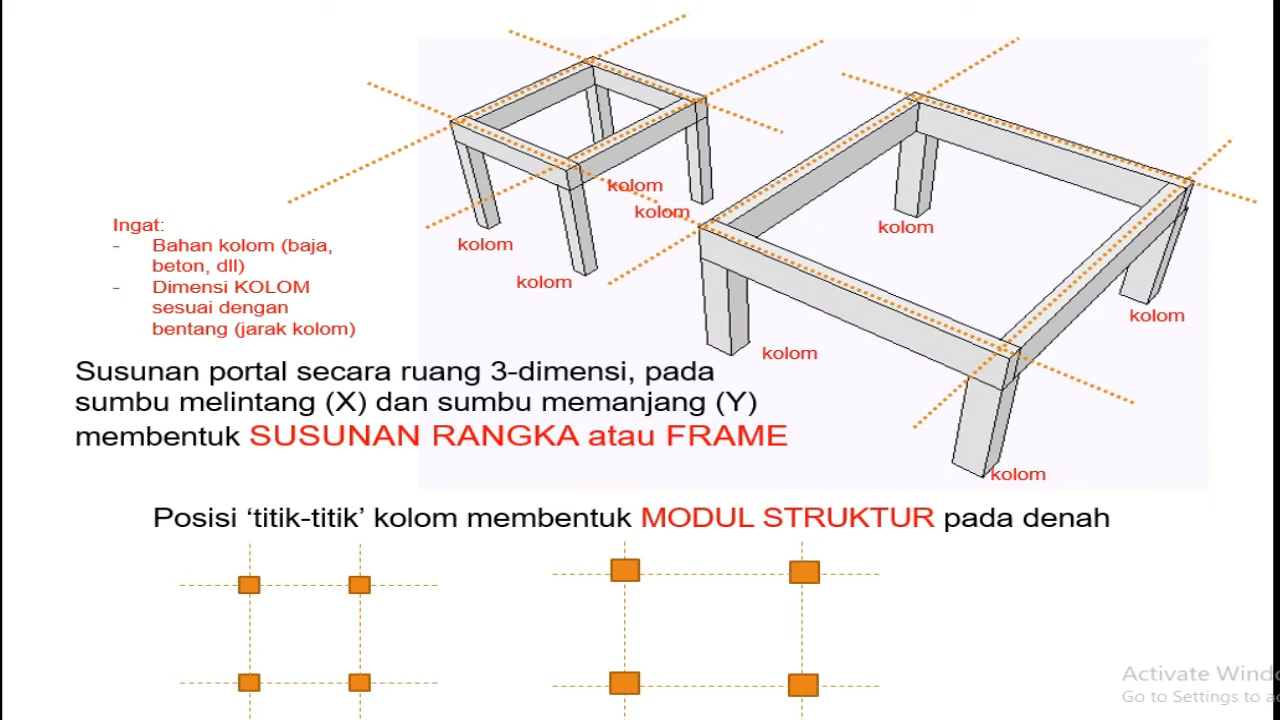 kolom
kolom
kolom
kolom
kolom
kolom
kolom
kolom
Ingat:
- Bahan kolom (baja,
beton, dll)
- Dimensi KOLOM
sesuai dengan
bentang (jarak kolom)
Susunan portal secara ruang 3-dimensi, pada
sumbu melintang (X) dan sumbu memanjang (Y)
membentuk SUSUNAN RANGKA atau FRAME
Posisi ‘titik-titik’ kolom membentuk MODUL STRUKTUR pada denah
Activate Windo
Go to Settings to a